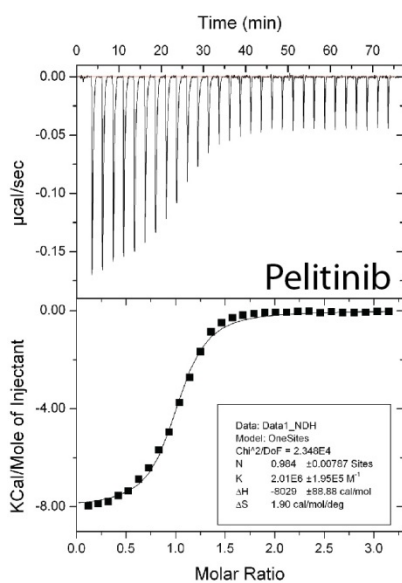 Time (min)
0 10 20 30 40 50 60 70
0.00
-0.05
-0.10
-0.15
µcal/sec
Pelitinib
0.00
-4.00
-8.00
KCal/Mole of Injectant
Data: Data1_NDH
Model: OneSites
Chi^2/DoF = 2.348E4
N 0.984 ±0.00787 Sites
K 2.01E6 ±1.95E5 M⁻¹
ΔH -8029 ±88.88 cal/mol
ΔS 1.90 cal/mol/deg
0.0 0.5 1.0 1.5 2.0 2.5 3.0
Molar Ratio